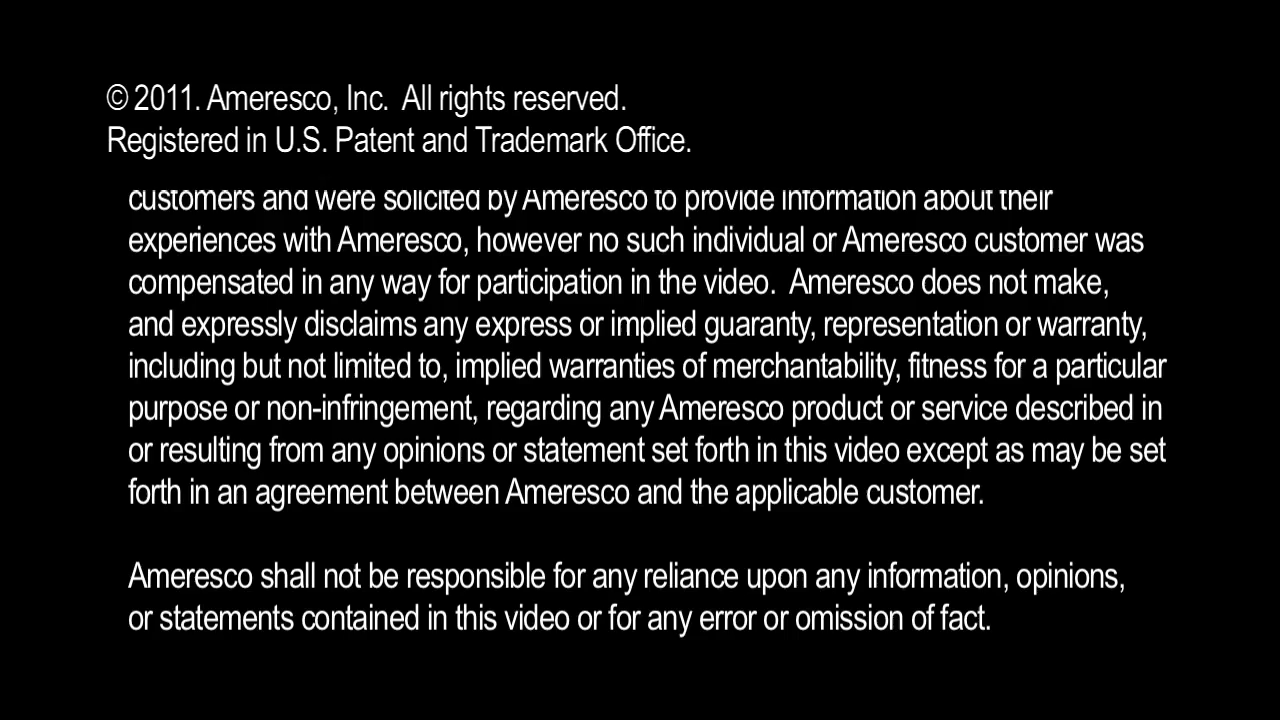 © 2011. Ameresco, Inc.  All rights reserved.
Registered in U.S. Patent and Trademark Office.
customers and were solicited by Ameresco to provide information about their
experiences with Ameresco, however no such individual or Ameresco customer was
compensated in any way for participation in the video.  Ameresco does not make,
and expressly disclaims any express or implied guaranty, representation or warranty,
including but not limited to, implied warranties of merchantability, fitness for a particular
purpose or non-infringement, regarding any Ameresco product or service described in
or resulting from any opinions or statement set forth in this video except as may be set
forth in an agreement between Ameresco and the applicable customer.
Ameresco shall not be responsible for any reliance upon any information, opinions,
or statements contained in this video or for any error or omission of fact.